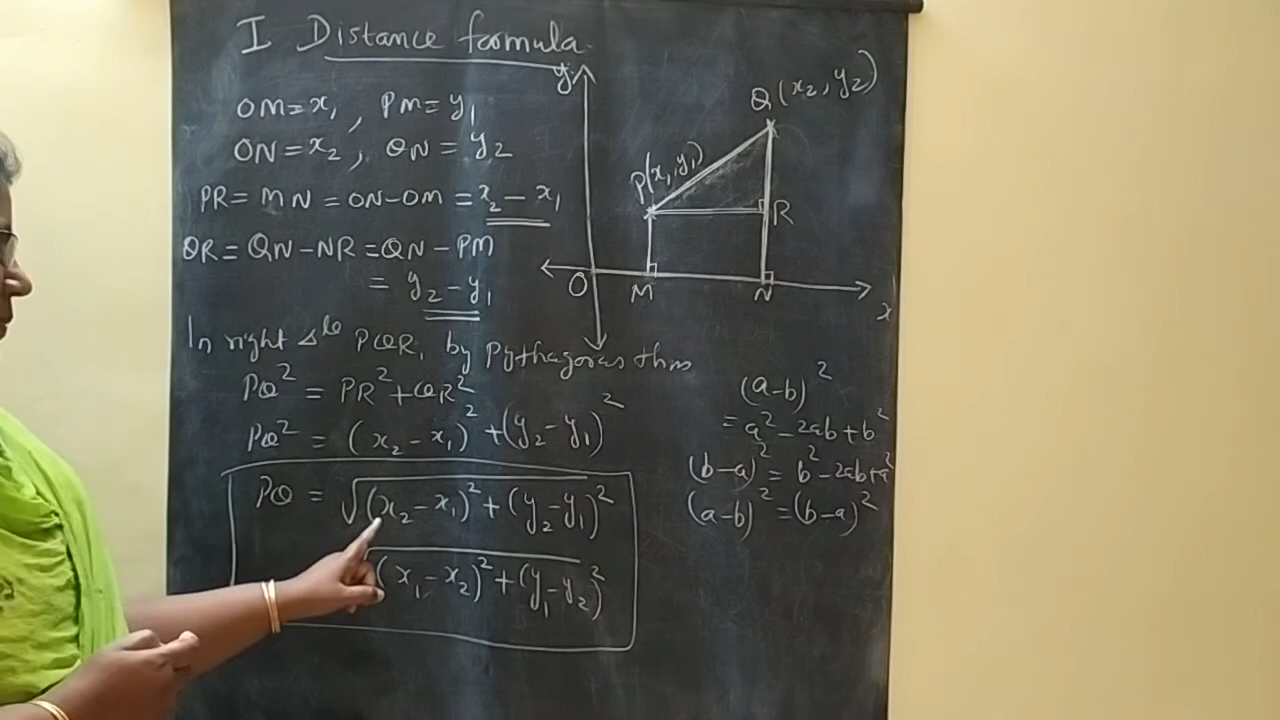 I Distance formula
OM = x₁, PM = y₁
ON = x₂, QN = y₂
PR = MN = ON-OM = x₂ - x₁
QR = QN - NR = QN - PM
= y₂ - y₁
In right △le PQR, by Pythagoras thm
PQ² = PR² + QR²
PQ² = (x₂ - x₁)² + (y₂ - y₁)²
PQ = √(x₂ - x₁)² + (y₂ - y₁)²
(x₁ - x₂)² + (y₁ - y₂)²
y
Q(x₂, y₂)
P(x₁, y₁)
R
O M N
x
(a-b)²
= a² - 2ab + b²
(b-a)² = b² - 2ab + a²
(a-b)² = (b-a)²